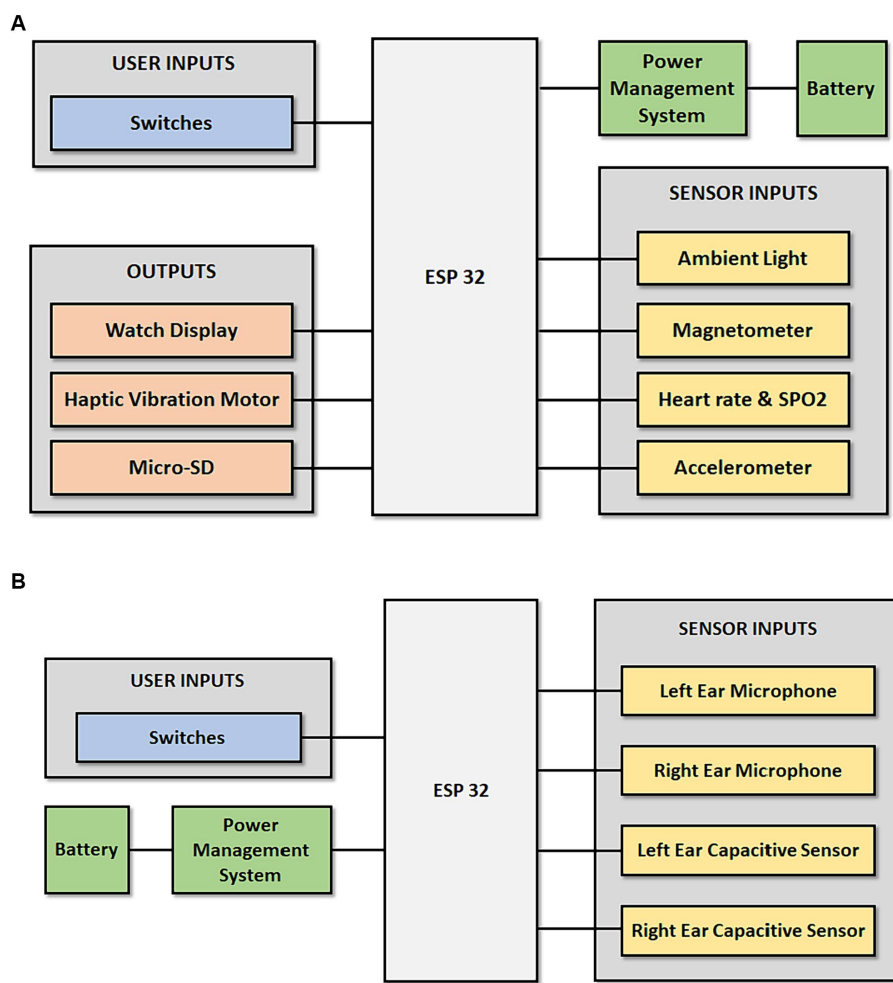 A
USER INPUTS
Switches
OUTPUTS
Watch Display
Haptic Vibration Motor
Micro-SD
ESP 32
Power
Management
System
Battery
SENSOR INPUTS
Ambient Light
Magnetometer
Heart rate & SPO2
Accelerometer
B
USER INPUTS
Switches
Battery
Power
Management
System
ESP 32
SENSOR INPUTS
Left Ear Microphone
Right Ear Microphone
Left Ear Capacitive Sensor
Right Ear Capacitive Sensor